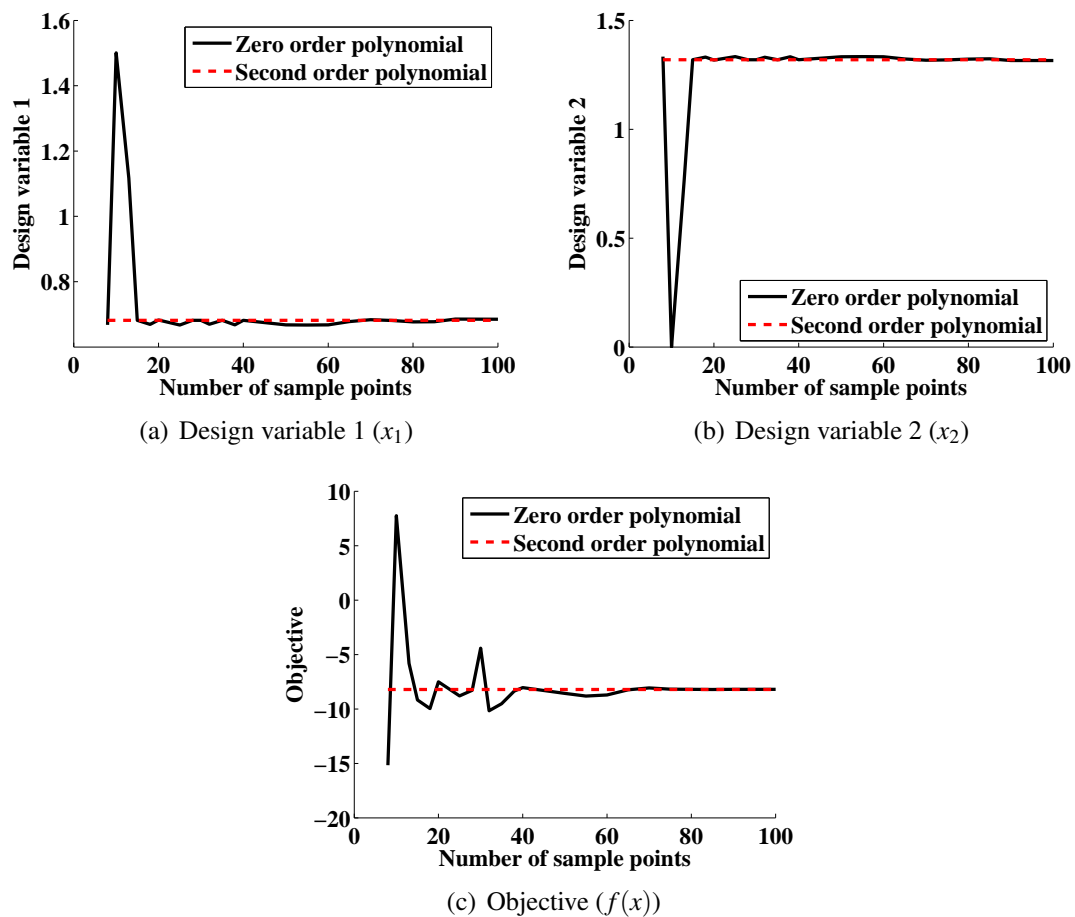 1.6
1.4
1.2
1
0.8
Design variable 1
Zero order polynomial
Second order polynomial
0 20 40 60 80 100
Number of sample points
(a) Design variable 1 (x₁)
1.5
1
0.5
0
Design variable 2
Zero order polynomial
Second order polynomial
0 20 40 60 80 100
Number of sample points
(b) Design variable 2 (x₂)
10
5
0
−5
−10
−15
−20
Objective
Zero order polynomial
Second order polynomial
0 20 40 60 80 100
Number of sample points
(c) Objective (f(x))